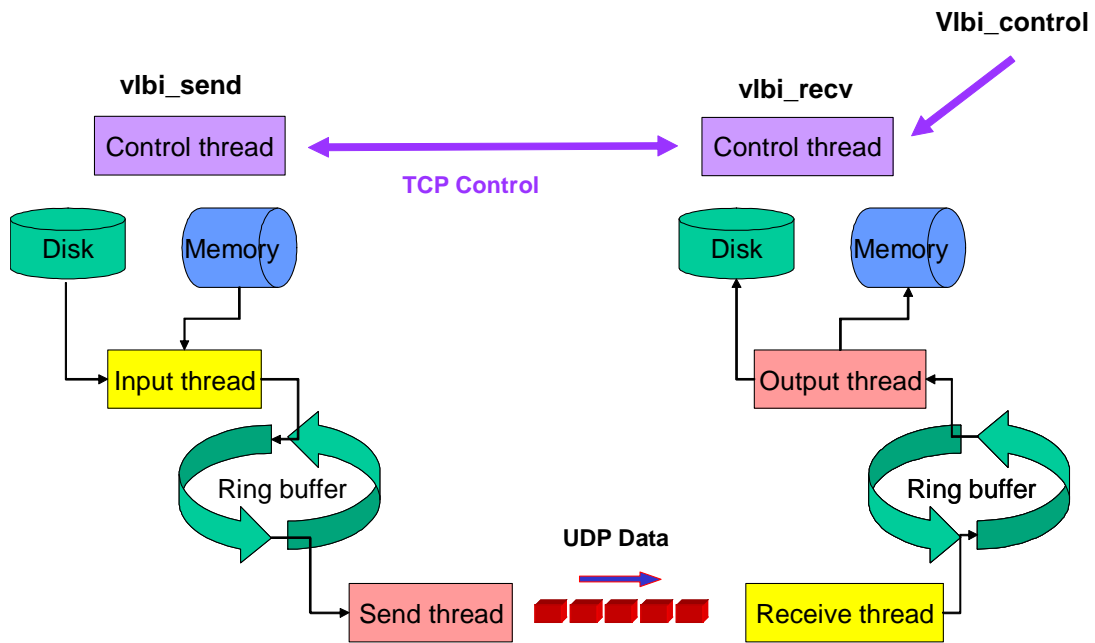 Vlbi_control
vlbi_send
vlbi_recv
Control thread
Control thread
TCP Control
Disk
Memory
Disk
Memory
Input thread
Output thread
Ring buffer
Ring buffer
UDP Data
Send thread
Receive thread